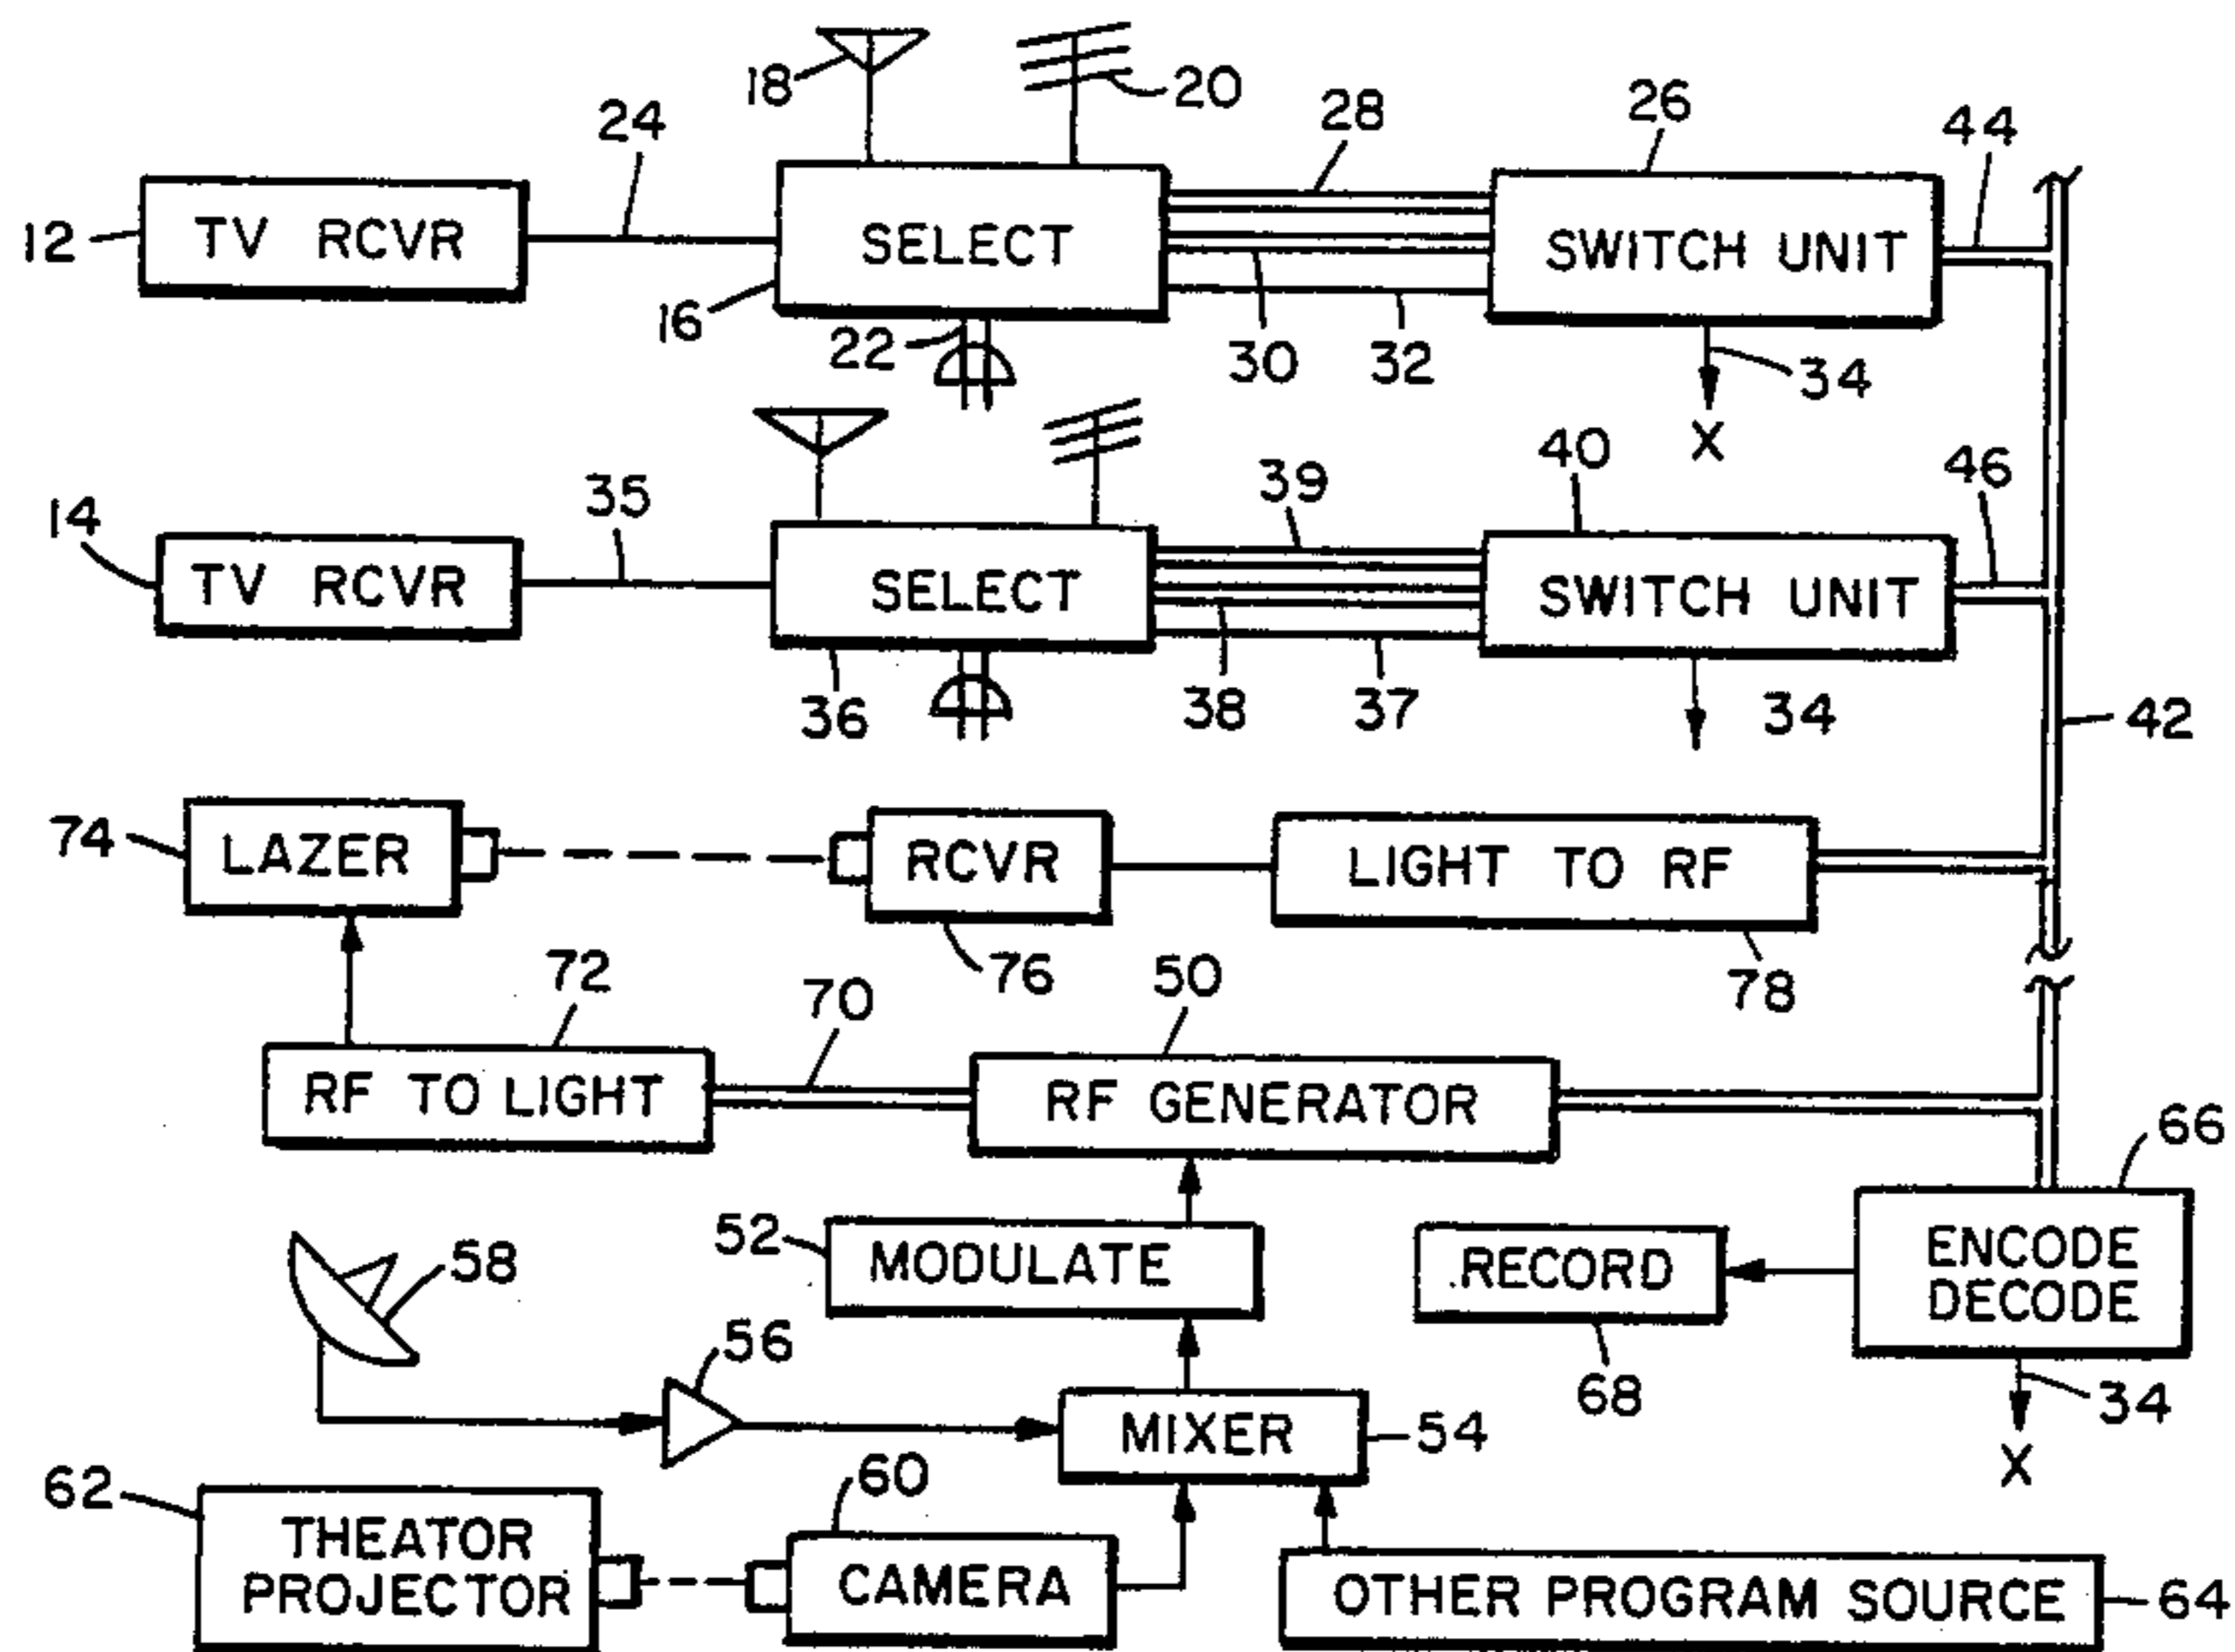 18
20
28
26
44
24
12
TV RCVR
SELECT
SWITCH UNIT
16
22
30
32
34
X
14
35
39
40
46
TV RCVR
SELECT
SWITCH UNIT
36
38
37
34
42
74
LAZER
RCVR
LIGHT TO RF
76
78
72
70
50
RF TO LIGHT
RF GENERATOR
66
58
52
MODULATE
.RECORD
ENCODE
DECODE
56
68
34
MIXER
54
X
62
THEATOR
PROJECTOR
60
CAMERA
OTHER PROGRAM SOURCE
64